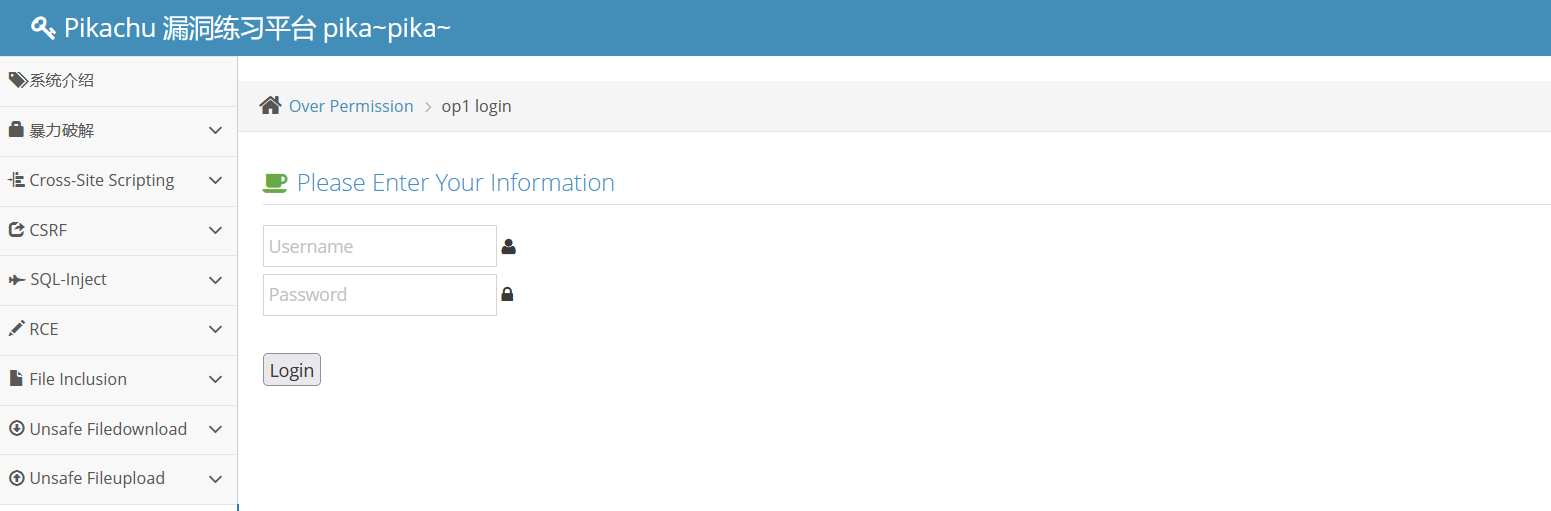 Pikachu 漏洞练习平台 pika~pika~
系统介绍
暴力破解
Cross-Site Scripting
CSRF
SQL-Inject
RCE
File Inclusion
Unsafe Filedownload
Unsafe Fileupload
Over Permission > op1 login
Please Enter Your Information
Username
Password
Login